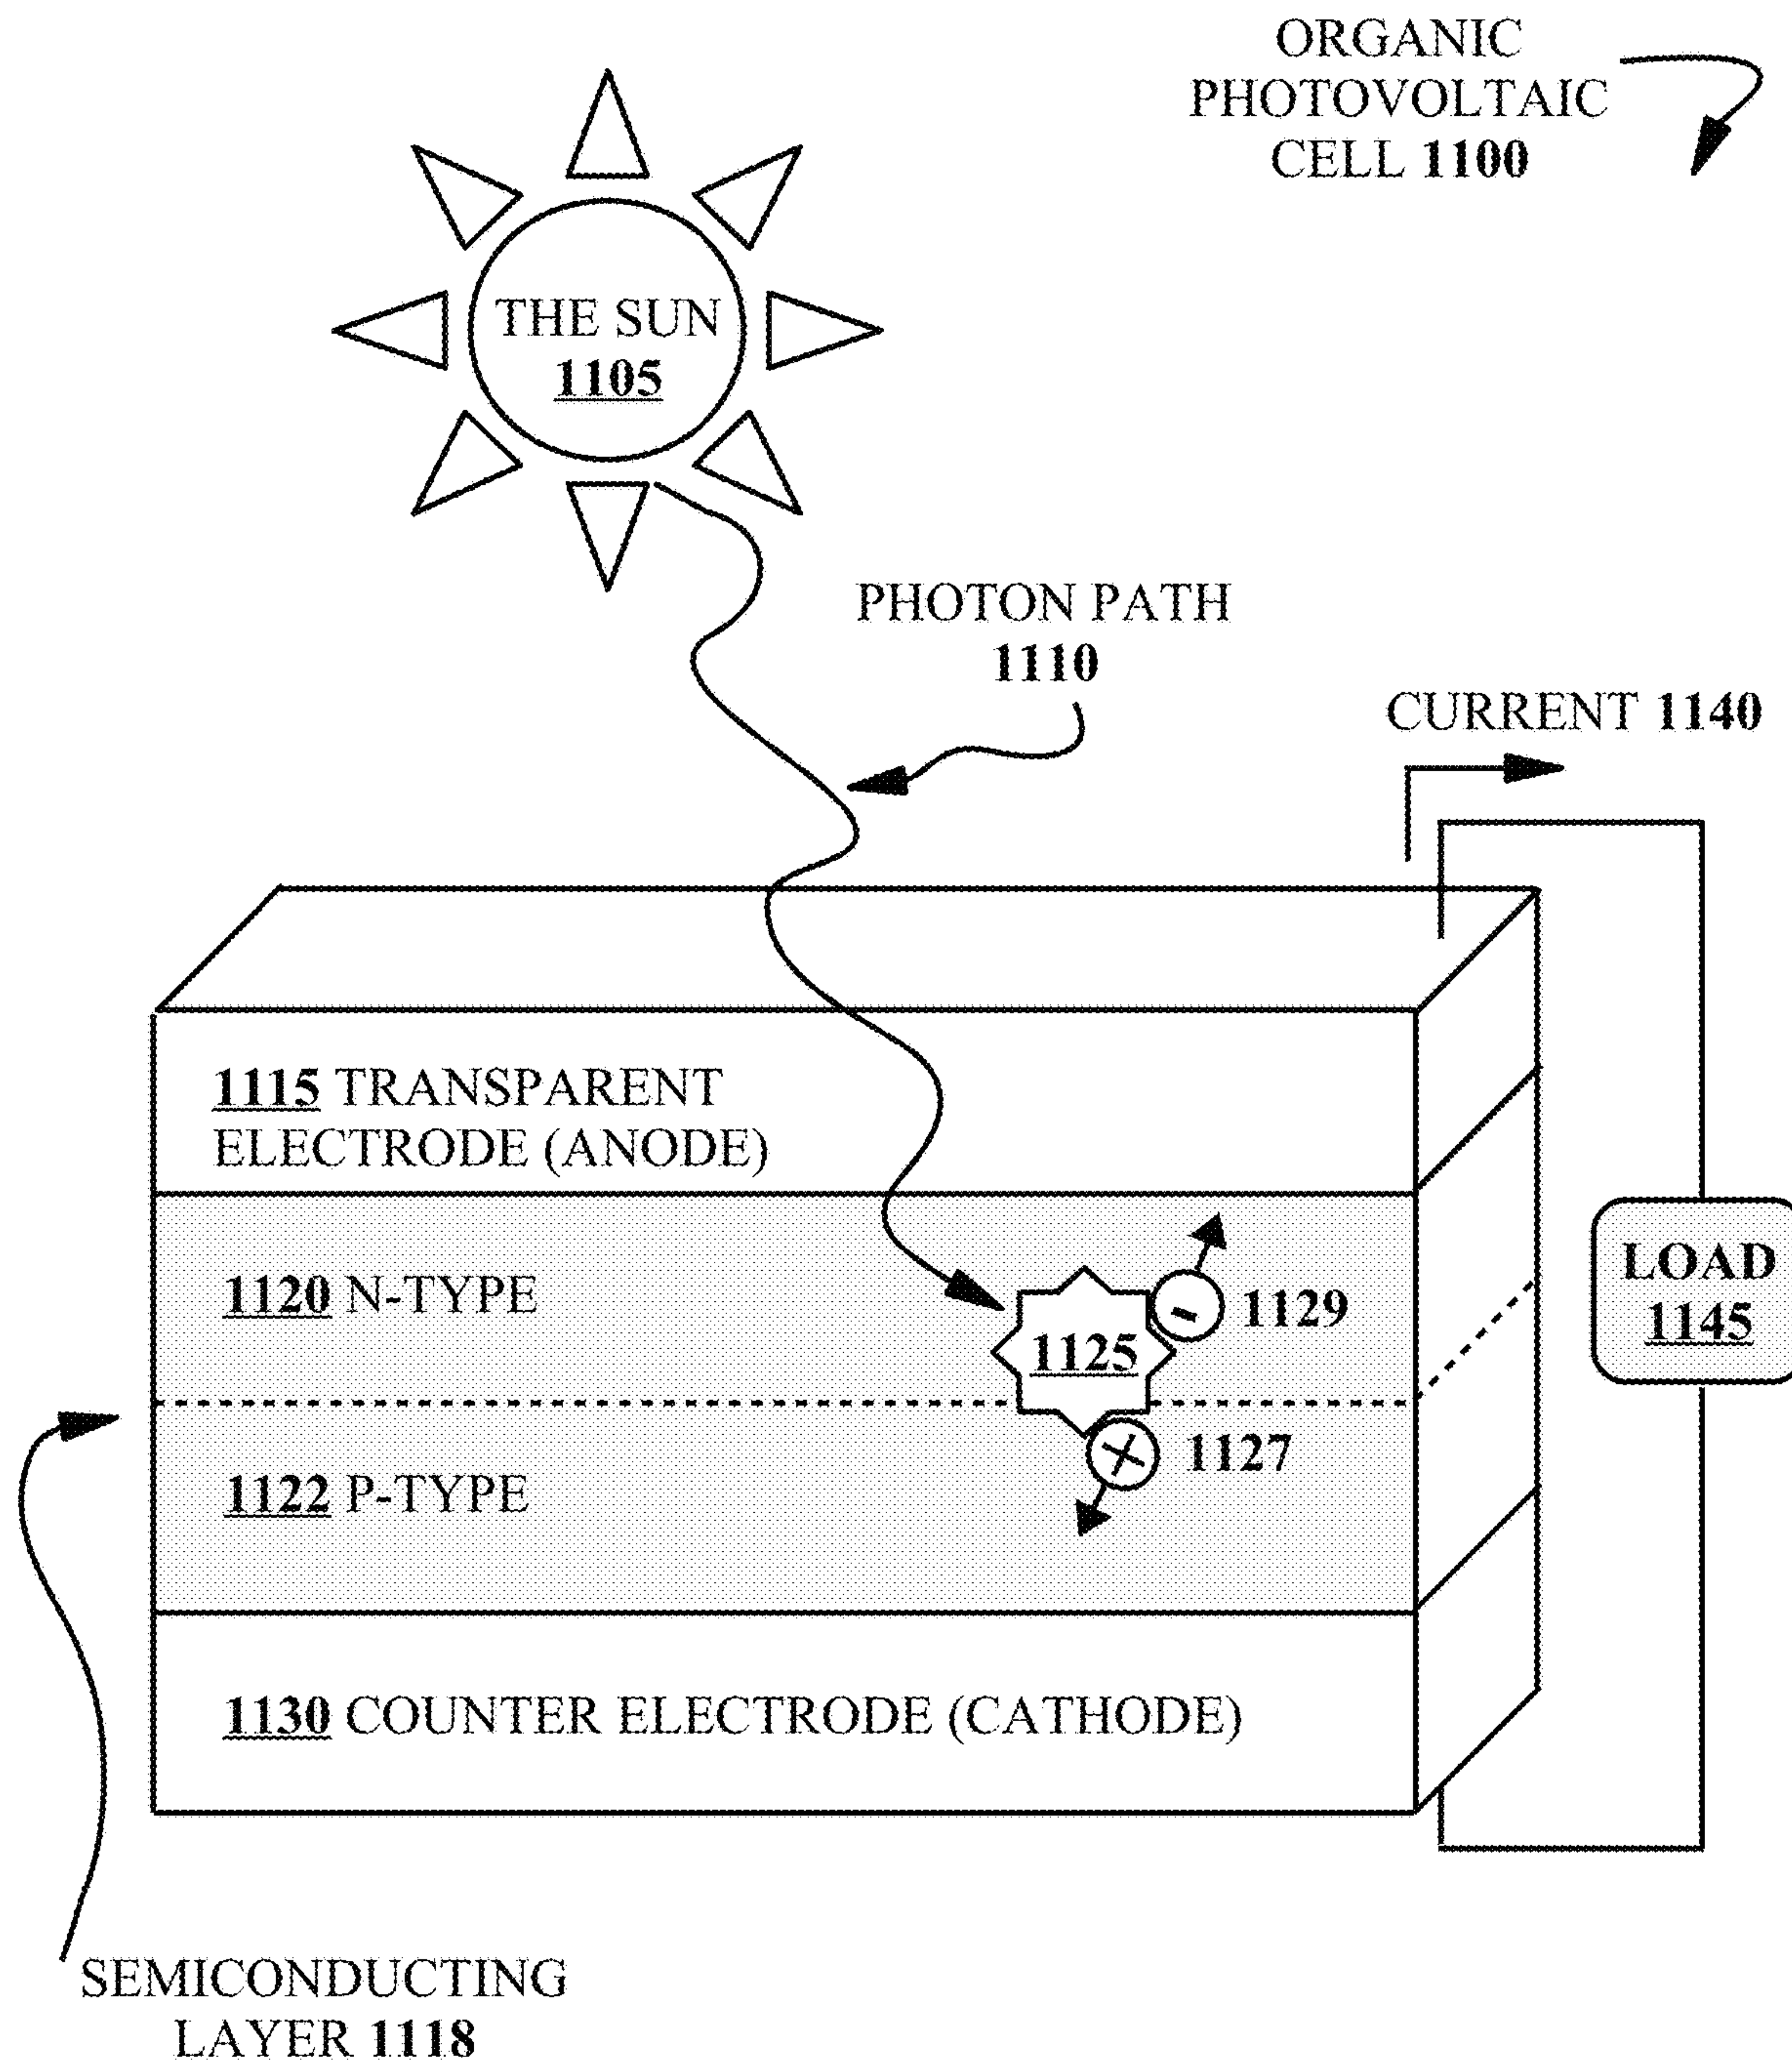 ORGANIC
PHOTOVOLTAIC
CELL 1100
THE SUN
1105
PHOTON PATH
1110
CURRENT 1140
1115 TRANSPARENT
ELECTRODE (ANODE)
1120 N-TYPE
-
1129
1125
LOAD
1145
1122 P-TYPE
+
1127
1130 COUNTER ELECTRODE (CATHODE)
SEMICONDUCTING
LAYER 1118